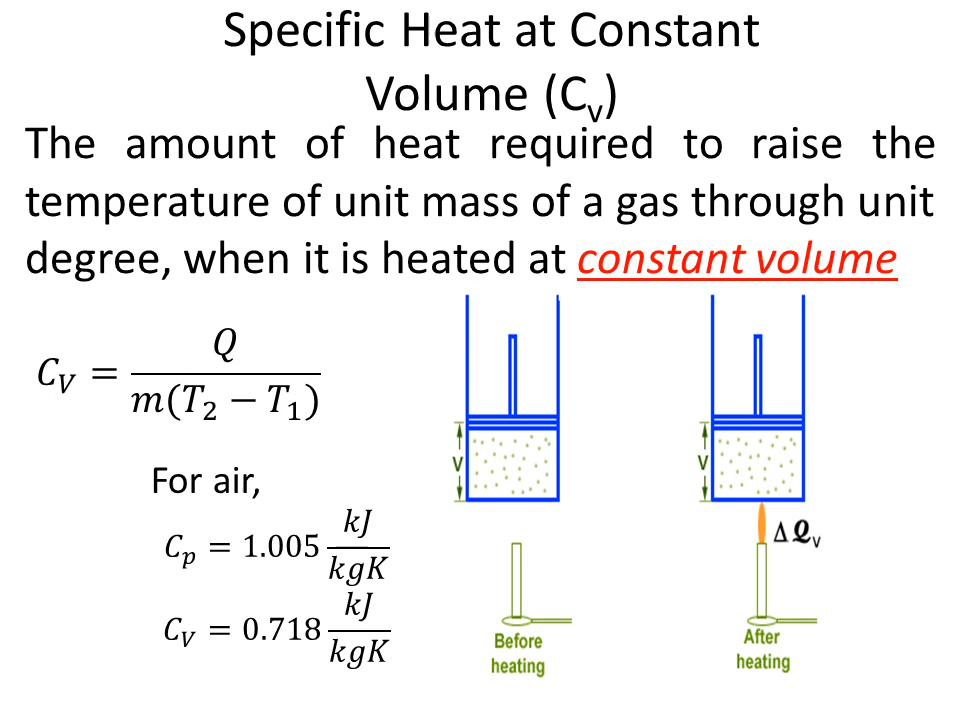 Specific Heat at Constant
Volume (Cv)
The amount of heat required to raise the
temperature of unit mass of a gas through unit
degree, when it is heated at constant volume
C_V = Q / m(T_2 − T_1)
For air,
C_p = 1.005 kJ/kgK
C_V = 0.718 kJ/kgK
V
V
Δ Q_V
Before
heating
After
heating